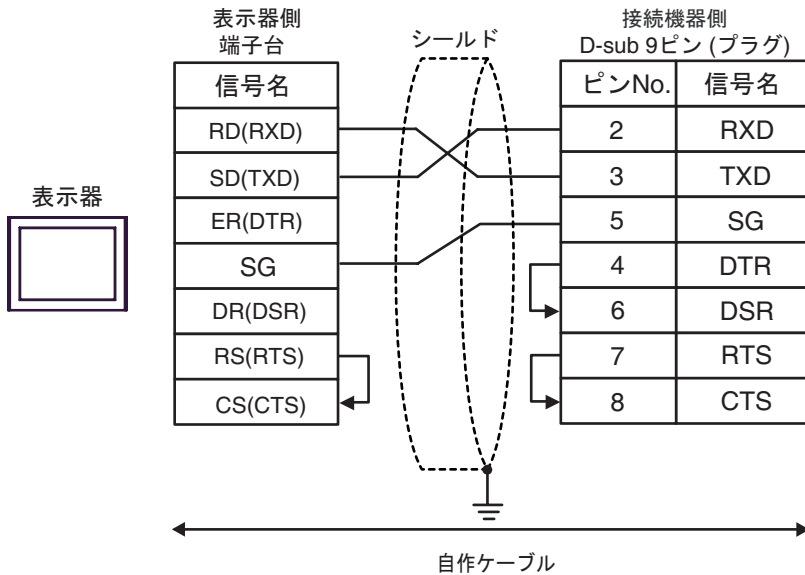 表示器側
端子台
シールド
接続機器側
D-sub 9ピン (プラグ)
信号名
ピンNo. 信号名
RD(RXD) 2 RXD
SD(TXD) 3 TXD
表示器
ER(DTR) 5 SG
SG 4 DTR
DR(DSR) 6 DSR
RS(RTS) 7 RTS
CS(CTS) 8 CTS
自作ケーブル